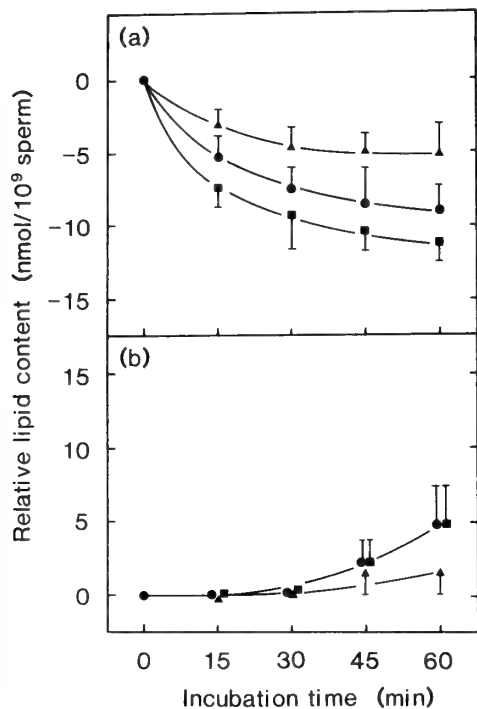 (a)
0
−5
−10
−15
(b)
15
10
5
0
0 15 30 45 60
Incubation time (min)
Relative lipid content (nmol/10⁹ sperm)